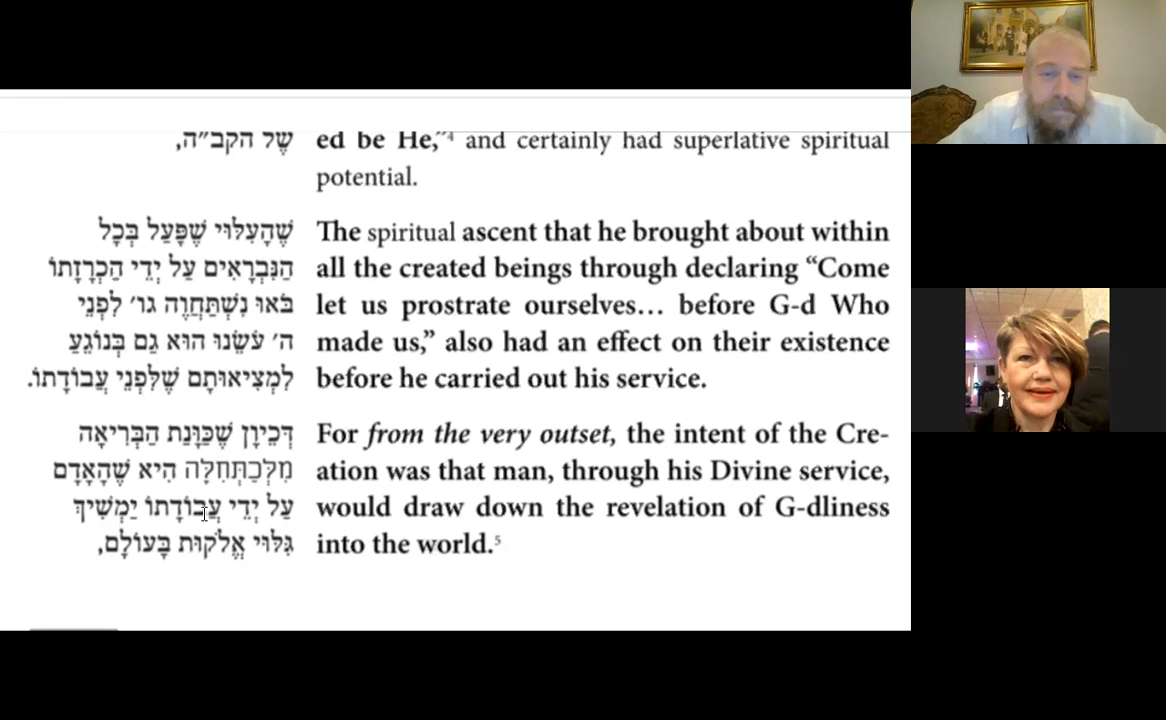 שֶׁל הקב״ה,
ed be He,”⁴ and certainly had superlative spiritual
potential.
שֶׁהָעִלּוּי שֶׁפָּעַל בְּכָל
הַנִּבְרָאִים עַל יְדֵי הַכְרָזָתוֹ
בֹּאוּ נִשְׁתַּחֲוֶה גו׳ לִפְנֵי
ה׳ עֹשֵׂנוּ הוּא גַם בְּנוֹגֵעַ
לִמְצִיאוּתָם שֶׁלִּפְנֵי עֲבוֹדָתוֹ.
The spiritual ascent that he brought about within
all the created beings through declaring “Come
let us prostrate ourselves… before G-d Who
made us,” also had an effect on their existence
before he carried out his service.
דְּכֵיוָן שֶׁכַּוָּנַת הַבְּרִיאָה
מִלְּכַתְּחִלָּה הִיא שֶׁהָאָדָם
עַל יְדֵי עֲבוֹדָתוֹ יַמְשִׁיךְ
גִּלּוּי אֱלֹקוּת בָּעוֹלָם,
For from the very outset, the intent of the Cre-
ation was that man, through his Divine service,
would draw down the revelation of G-dliness
into the world.⁵